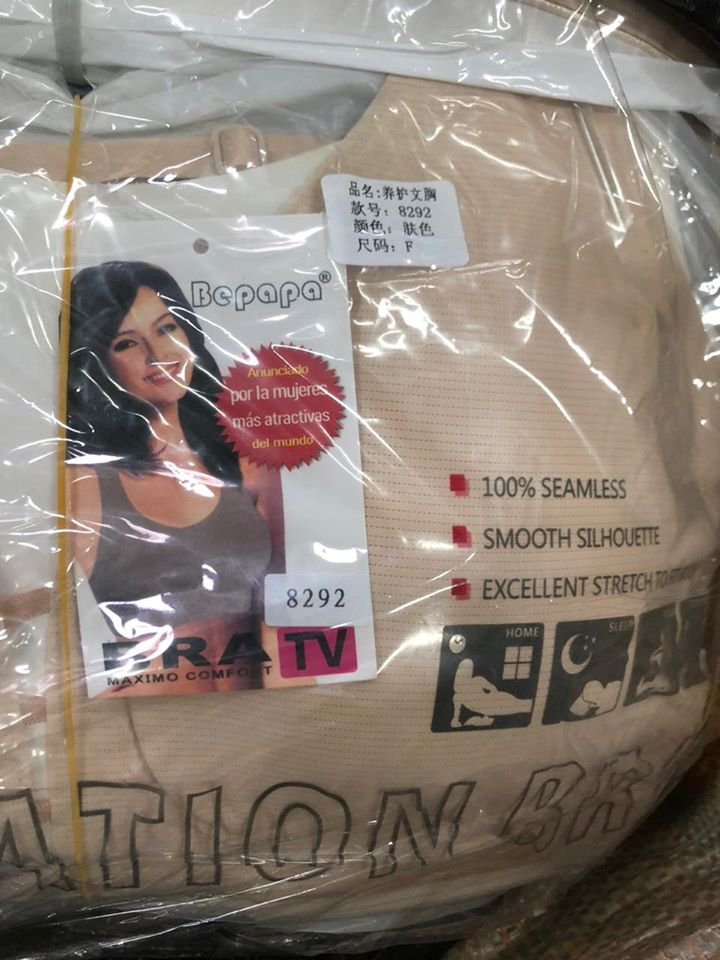 品名:养护文胸
款号: 8292
颜色: 肤色
尺码: F
Bepapa®
Anunciado
por la mujeres
más atractivas
del mundo
100% SEAMLESS
SMOOTH SILHOUETTE
EXCELLENT STRETCH TO
8292
HOME
SLEEP
BRA TV
MAXIMO COMFORT
ATION BRA